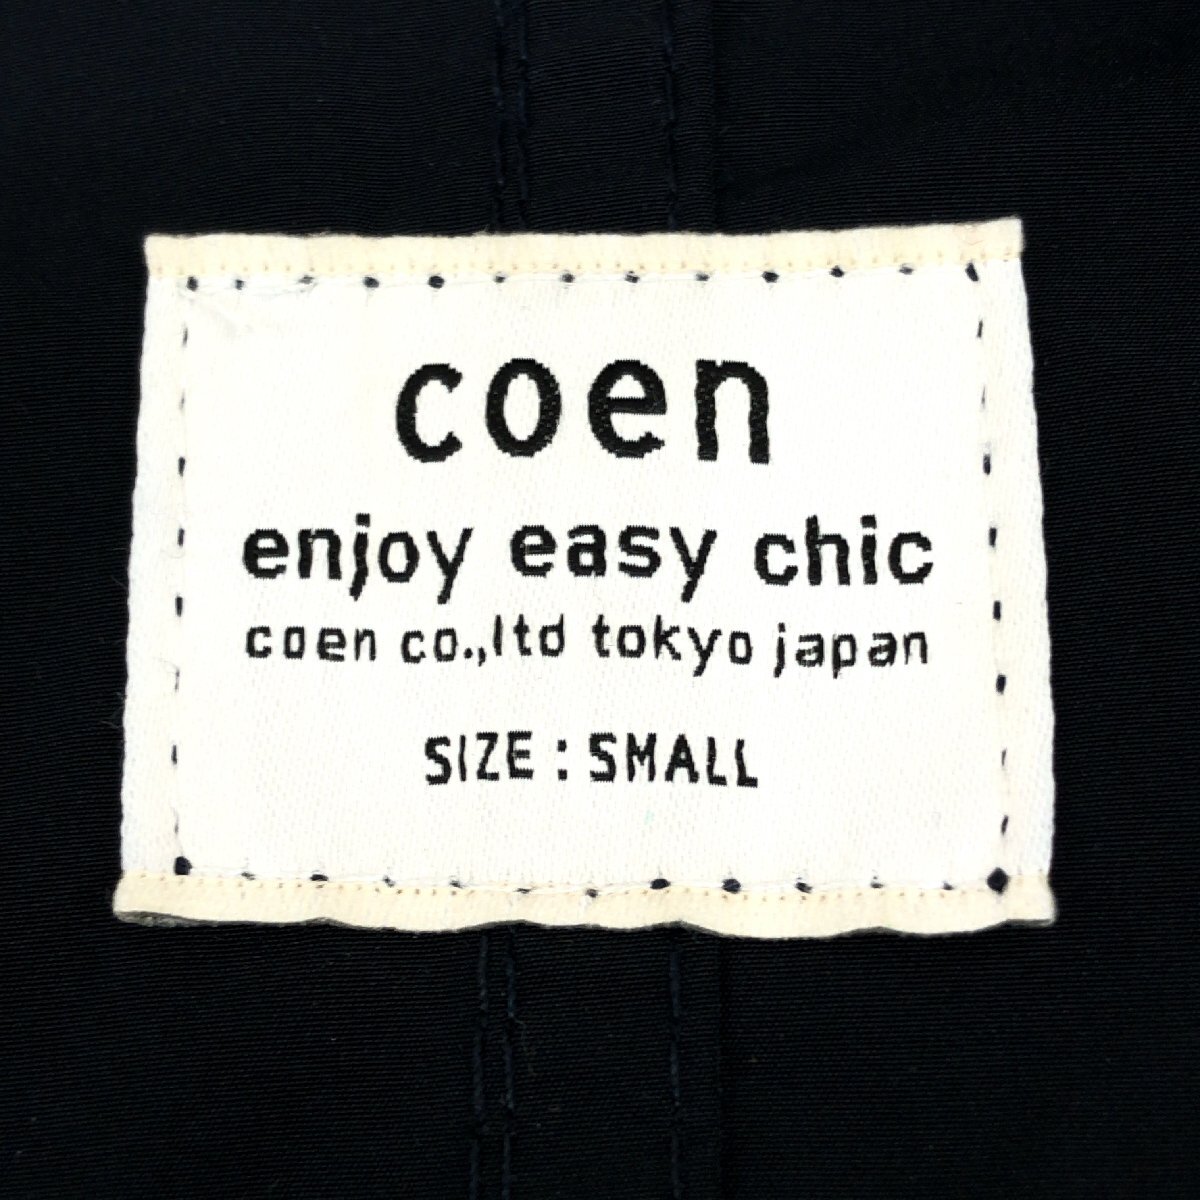 coen
enjoy easy chic
coen co.,ltd tokyo japan
SIZE : SMALL